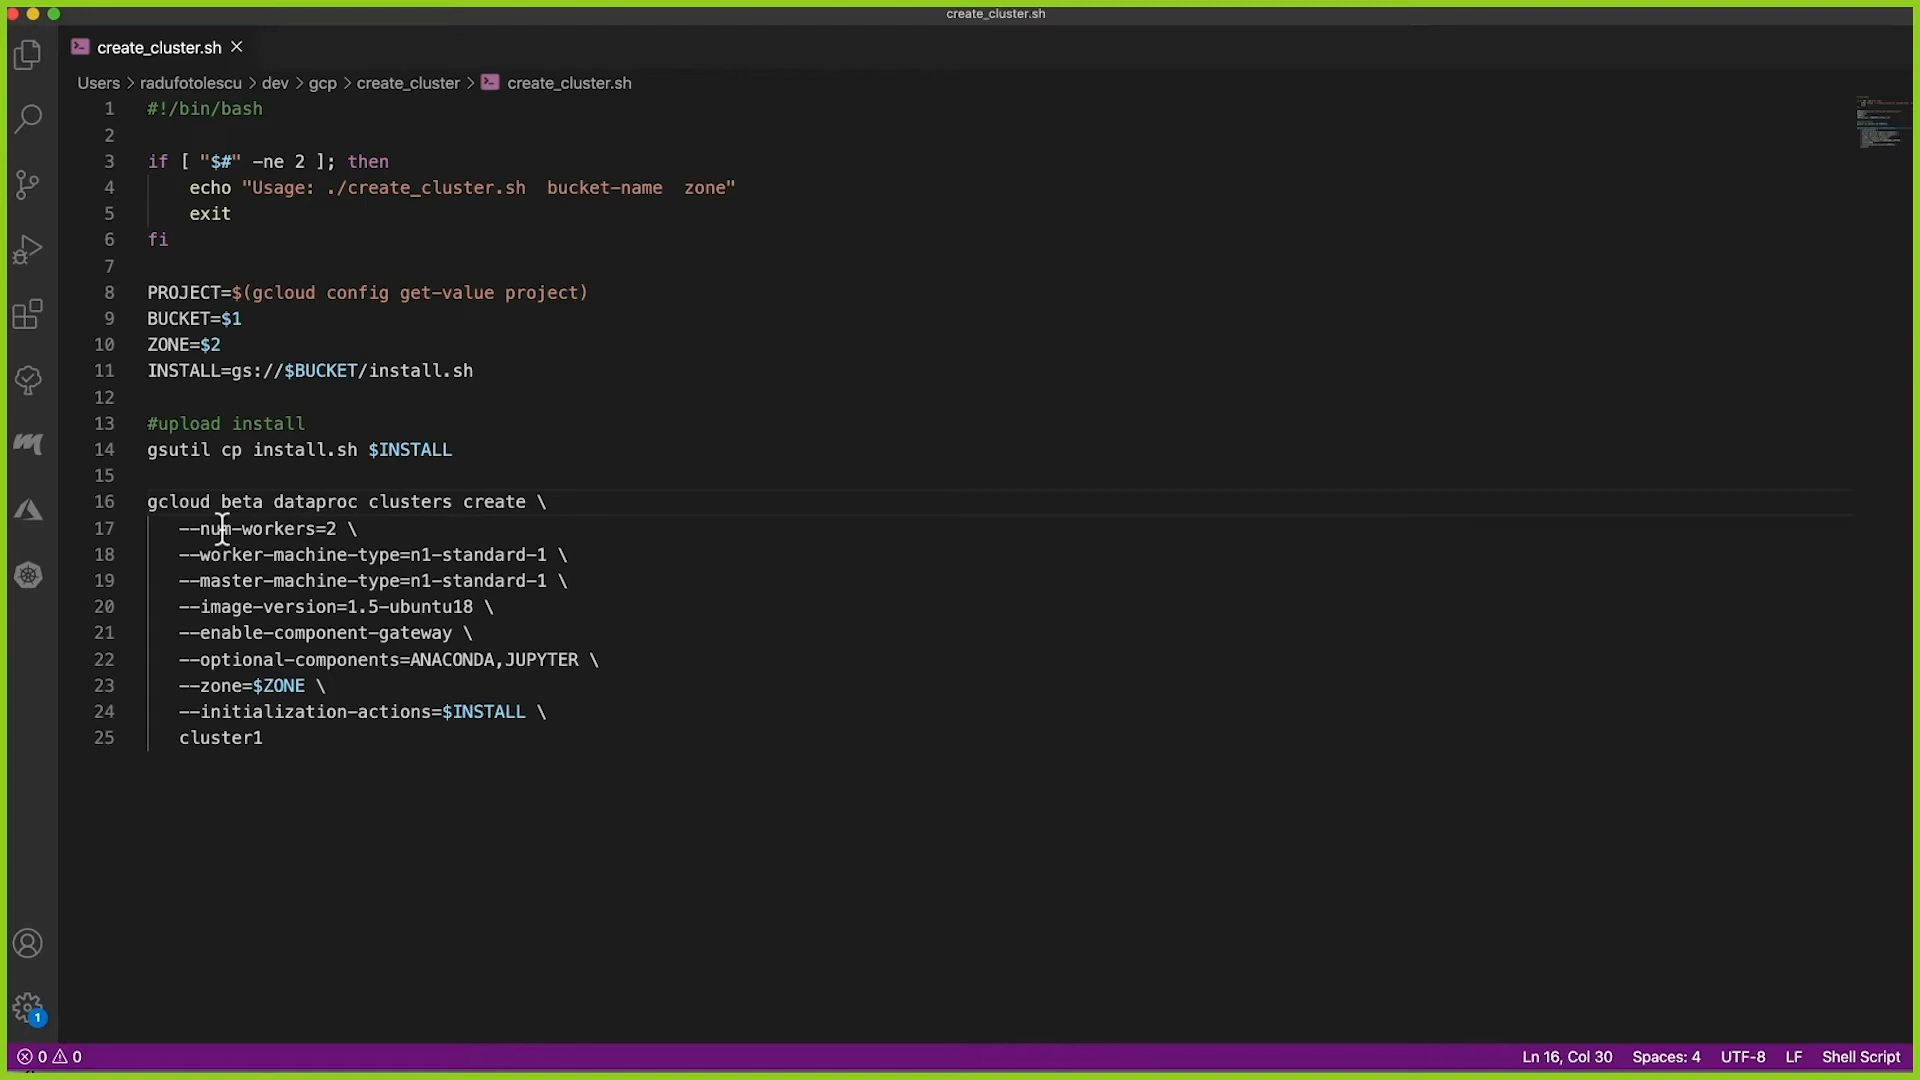 create_cluster.sh
create_cluster.sh
Users > radufotolescu > dev > gcp > create_cluster > create_cluster.sh
1 #!/bin/bash
2
3 if [ "$#" -ne 2 ]; then
4 echo "Usage: ./create_cluster.sh  bucket-name  zone"
5 exit
6 fi
7
8 PROJECT=$(gcloud config get-value project)
9 BUCKET=$1
10 ZONE=$2
11 INSTALL=gs://$BUCKET/install.sh
12
13 #upload install
14 gsutil cp install.sh $INSTALL
15
16 gcloud beta dataproc clusters create \
17 --num-workers=2 \
18 --worker-machine-type=n1-standard-1 \
19 --master-machine-type=n1-standard-1 \
20 --image-version=1.5-ubuntu18 \
21 --enable-component-gateway \
22 --optional-components=ANACONDA,JUPYTER \
23 --zone=$ZONE \
24 --initialization-actions=$INSTALL \
25 cluster1
1
0 0 Ln 16, Col 30 Spaces: 4 UTF-8 LF Shell Script